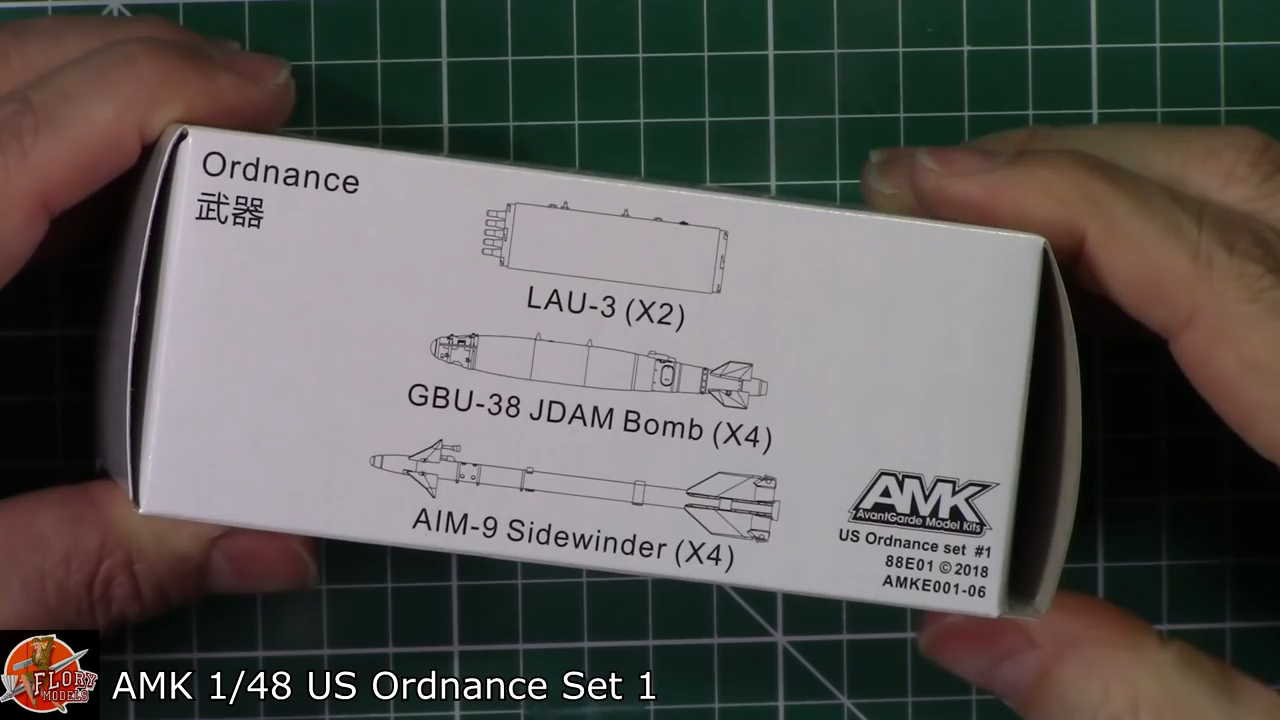 Ordnance
武器
LAU-3 (X2)
GBU-38 JDAM Bomb (X4)
AIM-9 Sidewinder (X4)
AMK
AvantGarde Model Kits
US Ordnance set #1
88E01 © 2018
AMKE001-06
FLORY
MODELS
AMK 1/48 US Ordnance Set 1